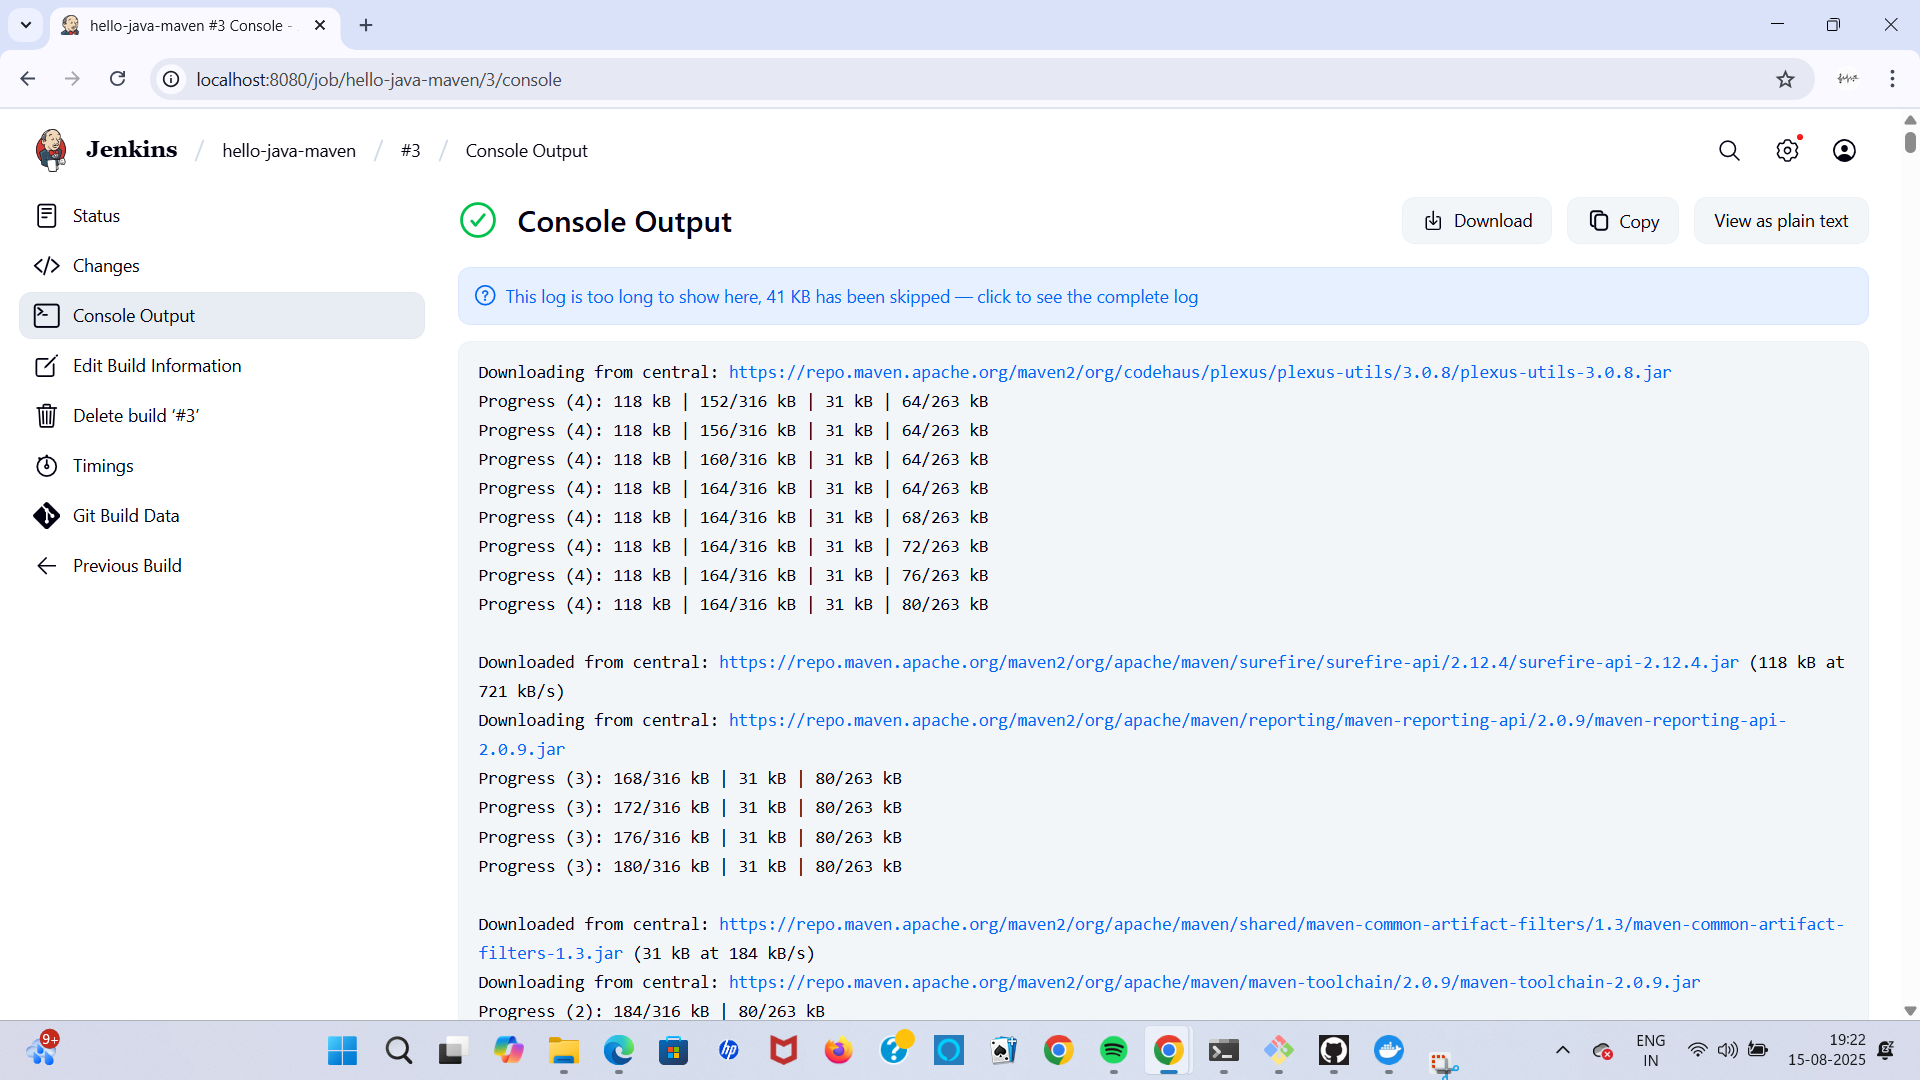 hello-java-maven #3 Console -
localhost:8080/job/hello-java-maven/3/console
Jenkins / hello-java-maven / #3 / Console Output
Status
Changes
Console Output
Edit Build Information
Delete build ‘#3’
Timings
Git Build Data
Previous Build
Console Output
Download
Copy
View as plain text
This log is too long to show here, 41 KB has been skipped — click to see the complete log
Downloading from central: https://repo.maven.apache.org/maven2/org/codehaus/plexus/plexus-utils/3.0.8/plexus-utils-3.0.8.jar
Progress (4): 118 kB | 152/316 kB | 31 kB | 64/263 kB
Progress (4): 118 kB | 156/316 kB | 31 kB | 64/263 kB
Progress (4): 118 kB | 160/316 kB | 31 kB | 64/263 kB
Progress (4): 118 kB | 164/316 kB | 31 kB | 64/263 kB
Progress (4): 118 kB | 164/316 kB | 31 kB | 68/263 kB
Progress (4): 118 kB | 164/316 kB | 31 kB | 72/263 kB
Progress (4): 118 kB | 164/316 kB | 31 kB | 76/263 kB
Progress (4): 118 kB | 164/316 kB | 31 kB | 80/263 kB
Downloaded from central: https://repo.maven.apache.org/maven2/org/apache/maven/surefire/surefire-api/2.12.4/surefire-api-2.12.4.jar (118 kB at
721 kB/s)
Downloading from central: https://repo.maven.apache.org/maven2/org/apache/maven/reporting/maven-reporting-api/2.0.9/maven-reporting-api-
2.0.9.jar
Progress (3): 168/316 kB | 31 kB | 80/263 kB
Progress (3): 172/316 kB | 31 kB | 80/263 kB
Progress (3): 176/316 kB | 31 kB | 80/263 kB
Progress (3): 180/316 kB | 31 kB | 80/263 kB
Downloaded from central: https://repo.maven.apache.org/maven2/org/apache/maven/shared/maven-common-artifact-filters/1.3/maven-common-artifact-
filters-1.3.jar (31 kB at 184 kB/s)
Downloading from central: https://repo.maven.apache.org/maven2/org/apache/maven/maven-toolchain/2.0.9/maven-toolchain-2.0.9.jar
Progress (2): 184/316 kB | 80/263 kB
9+
hp
ENG
IN
19:22
15-08-2025